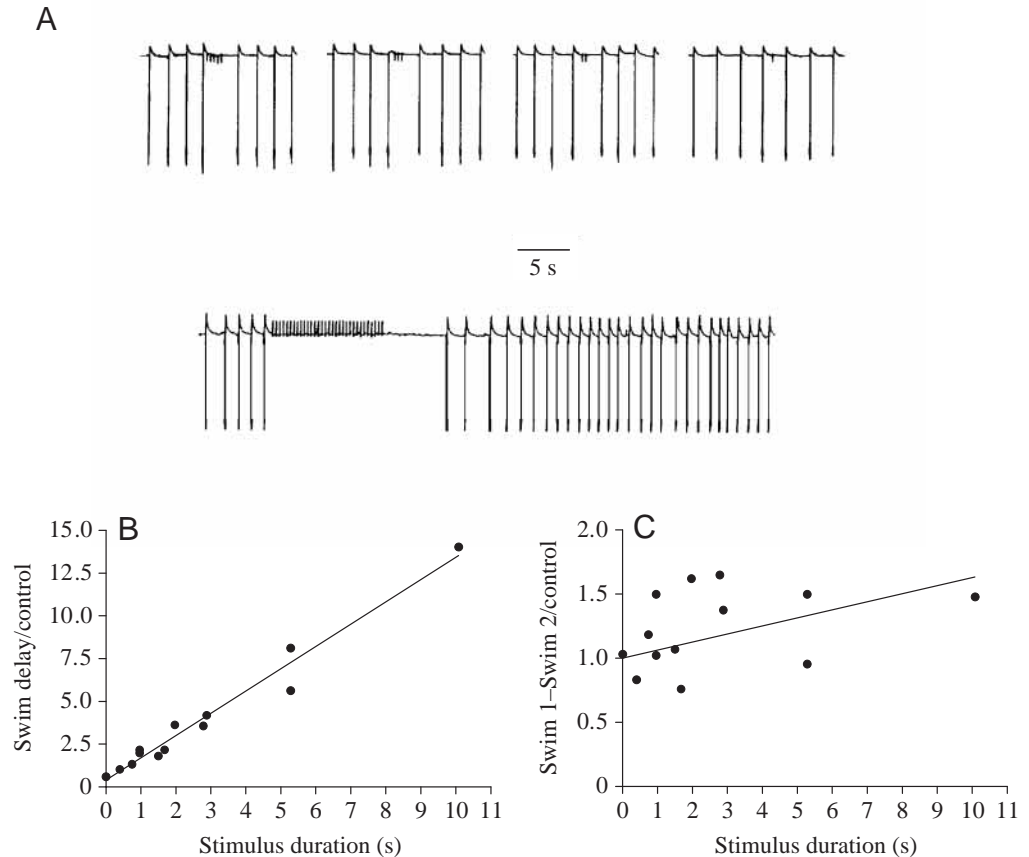 A
5 s
B
15.0
12.5
10.0
7.5
5.0
2.5
0
Swim delay/control
0 1 2 3 4 5 6 7 8 9 10 11
Stimulus duration (s)
C
2.0
1.5
1.0
0.5
0
Swim 1–Swim 2/control
0 1 2 3 4 5 6 7 8 9 10 11
Stimulus duration (s)